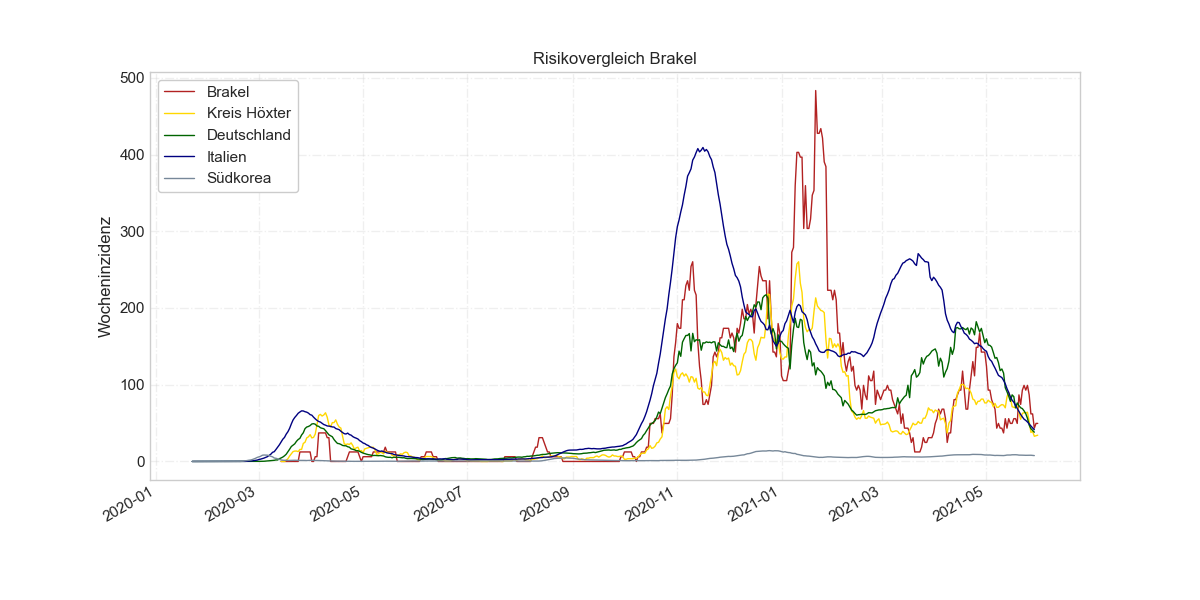 Risikovergleich Brakel
Wocheninzidenz
500
400
300
200
100
0
Brakel
Kreis Höxter
Deutschland
Italien
Südkorea
2020-01
2020-03
2020-05
2020-07
2020-09
2020-11
2021-01
2021-03
2021-05